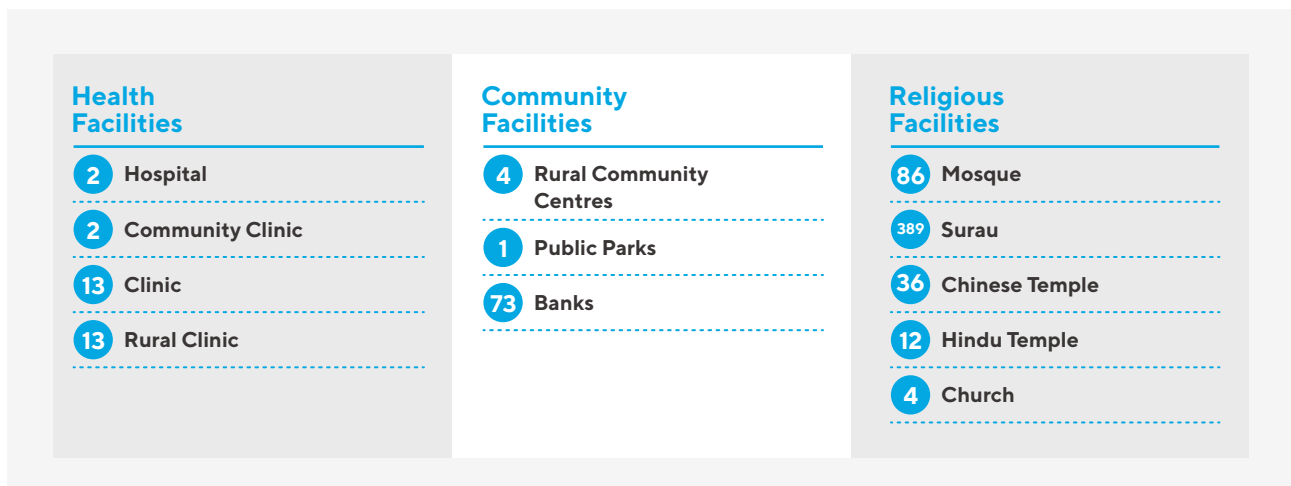 Health
Facilities
2 Hospital
2 Community Clinic
13 Clinic
13 Rural Clinic
Community
Facilities
4 Rural Community
Centres
1 Public Parks
73 Banks
Religious
Facilities
86 Mosque
389 Surau
36 Chinese Temple
12 Hindu Temple
4 Church